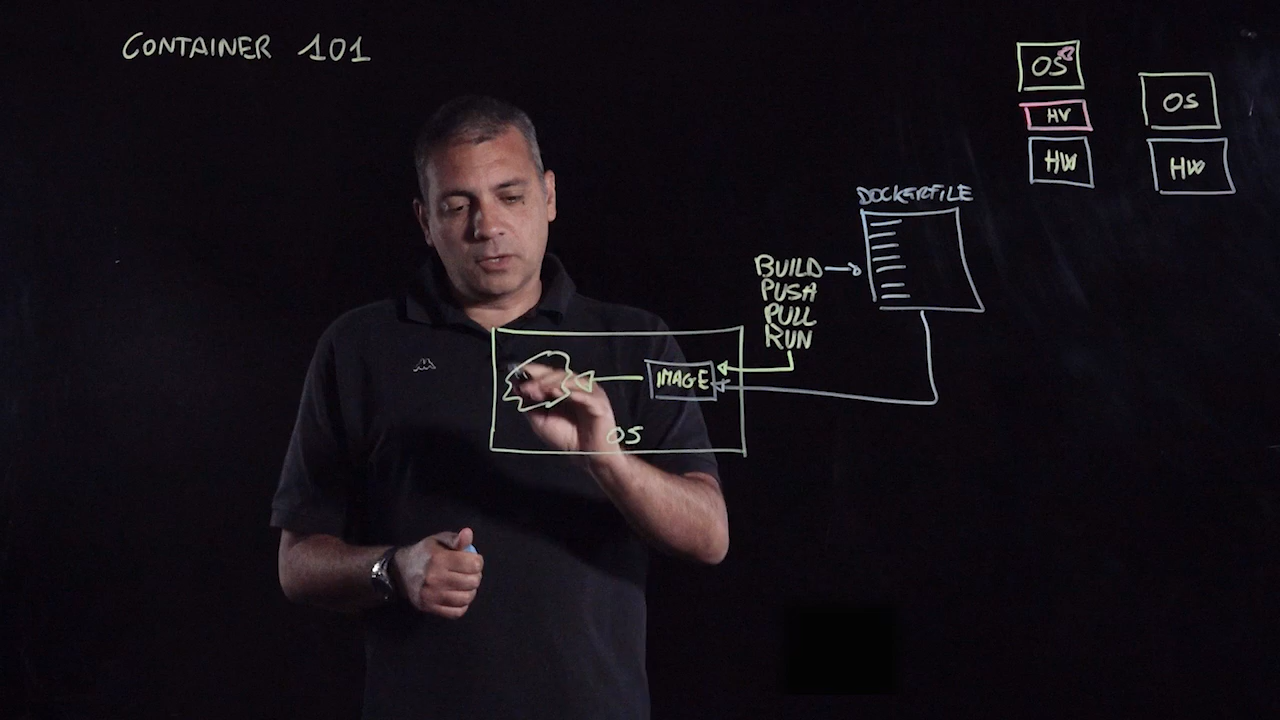 CONTAINER 101
OS
HV
HW
OS
HW
DOCKERFILE
BUILD
PUSH
PULL
RUN
IMAGE
OS